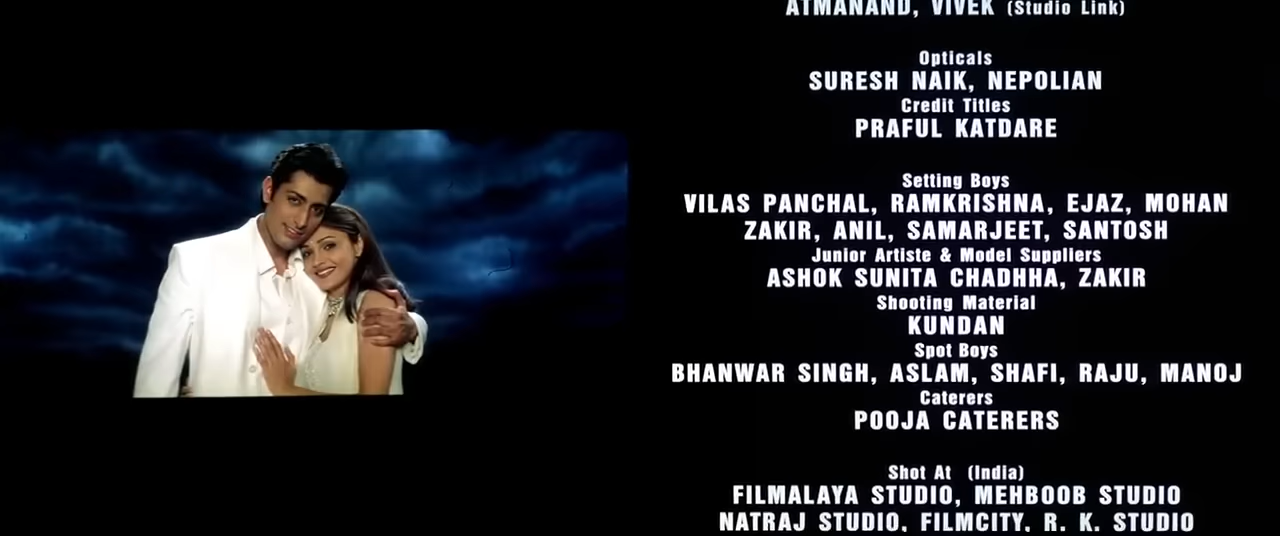 ATMANAND, VIVEK (Studio Link)
Opticals
SURESH NAIK, NEPOLIAN
Credit Titles
PRAFUL KATDARE
Setting Boys
VILAS PANCHAL, RAMKRISHNA, EJAZ, MOHAN
ZAKIR, ANIL, SAMARJEET, SANTOSH
Junior Artiste & Model Suppliers
ASHOK SUNITA CHADHHA, ZAKIR
Shooting Material
KUNDAN
Spot Boys
BHANWAR SINGH, ASLAM, SHAFI, RAJU, MANOJ
Caterers
POOJA CATERERS
Shot At (India)
FILMALAYA STUDIO, MEHBOOB STUDIO
NATRAJ STUDIO, FILMCITY, R. K. STUDIO